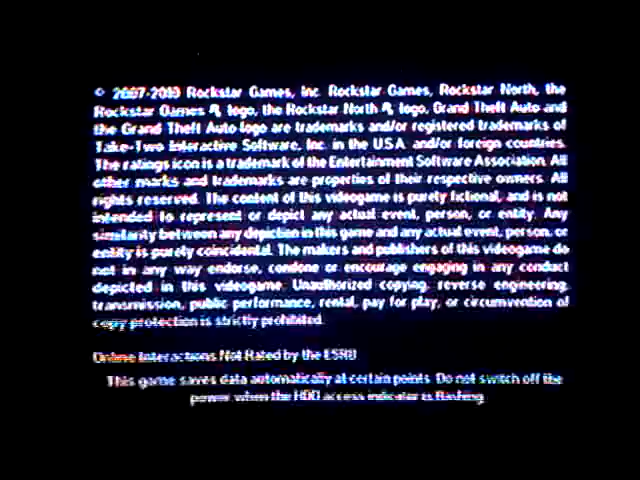 © 2007-2010 Rockstar Games, Inc. Rockstar Games, Rockstar North, the
Rockstar Games R logo, the Rockstar North R logo, Grand Theft Auto and
the Grand Theft Auto logo are trademarks and/or registered trademarks of
Take-Two Interactive Software, Inc. in the U.S.A. and/or foreign countries.
The ratings icon is a trademark of the Entertainment Software Association. All
other marks and trademarks are properties of their respective owners. All
rights reserved. The content of this videogame is purely fictional, and is not
intended to represent or depict any actual event, person, or entity. Any
similarity between any depiction in this game and any actual event, person, or
entity is purely coincidental. The makers and publishers of this videogame do
not in any way endorse, condone or encourage engaging in any conduct
depicted in this videogame. Unauthorized copying, reverse engineering,
transmission, public performance, rental, pay for play, or circumvention of
copy protection is strictly prohibited.
Online Interactions Not Rated by the ESRB
This game saves data automatically at certain points. Do not switch off the
power when the HDD access indicator is flashing.